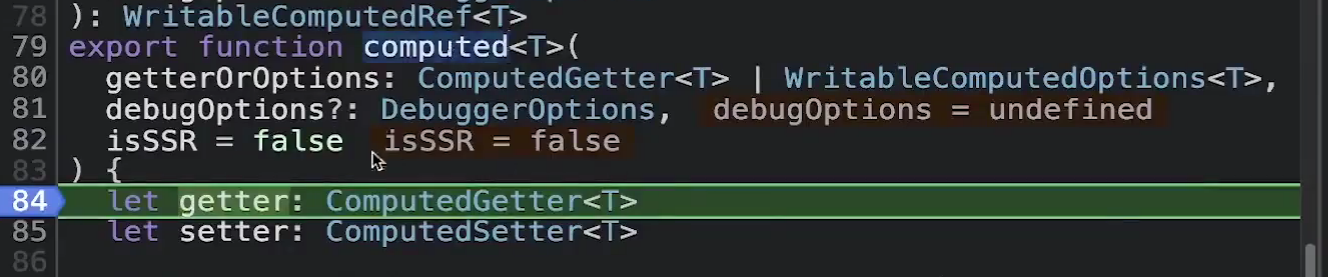 78 ): WritableComputedRef<T>
79 export function computed<T>(
80 getterOrOptions: ComputedGetter<T> | WritableComputedOptions<T>,
81 debugOptions?: DebuggerOptions, debugOptions = undefined
82 isSSR = false isSSR = false
83 ) {
84 let getter: ComputedGetter<T>
85 let setter: ComputedSetter<T>
86